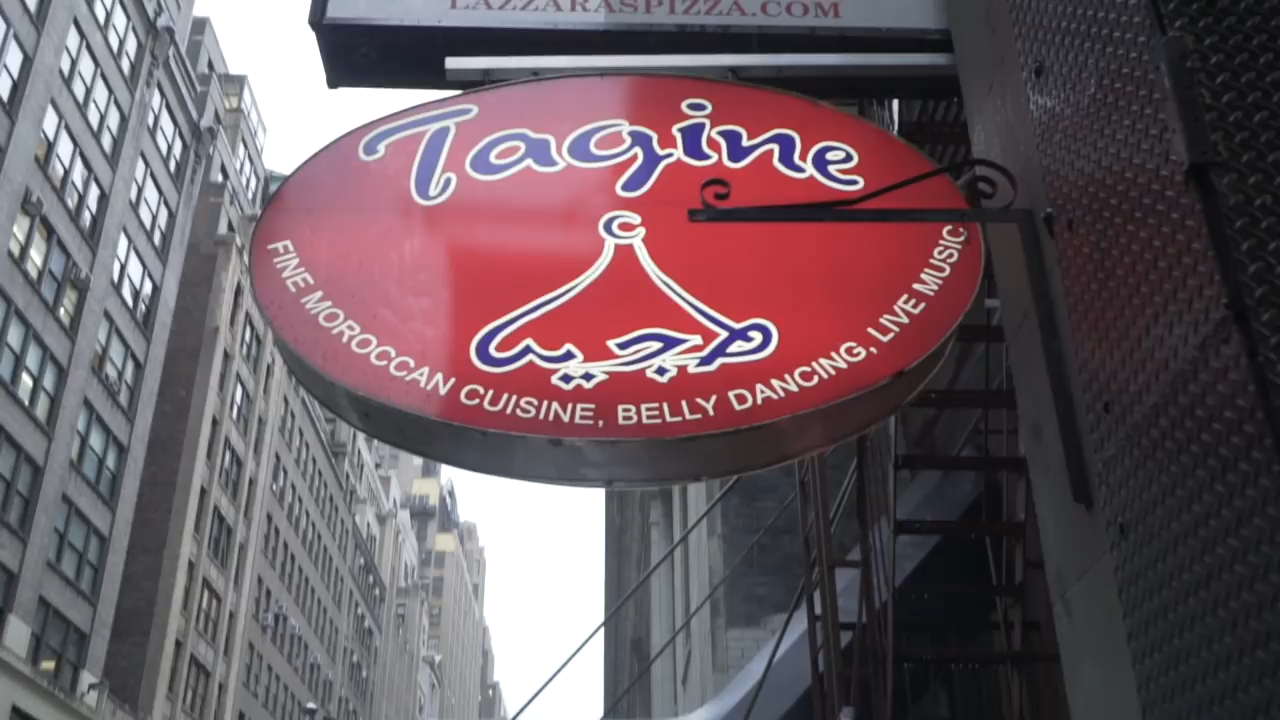 LAZZARASPIZZA.COM
Tagine
FINE MOROCCAN CUISINE, BELLY DANCING, LIVE MUSIC,